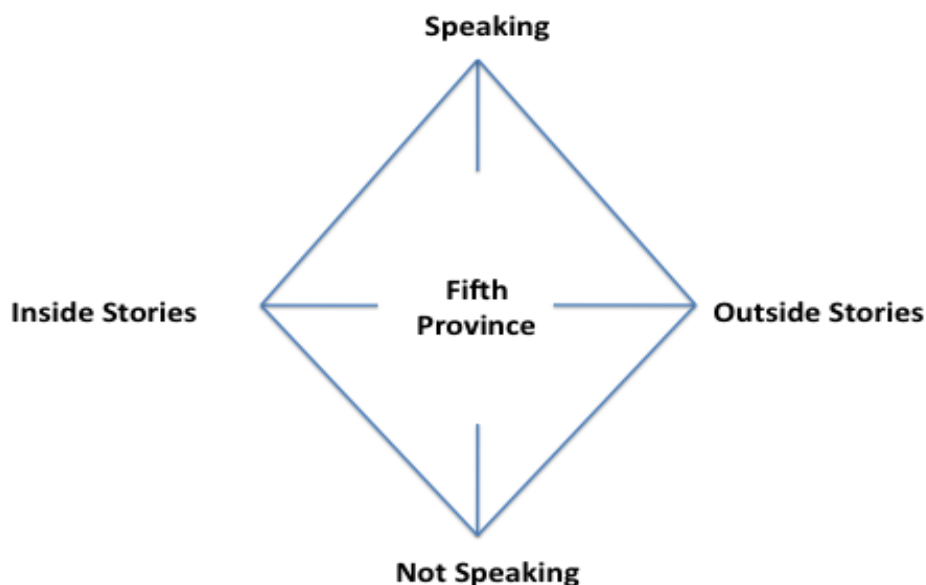 Speaking
Fifth
Province
Inside Stories
Outside Stories
Not Speaking